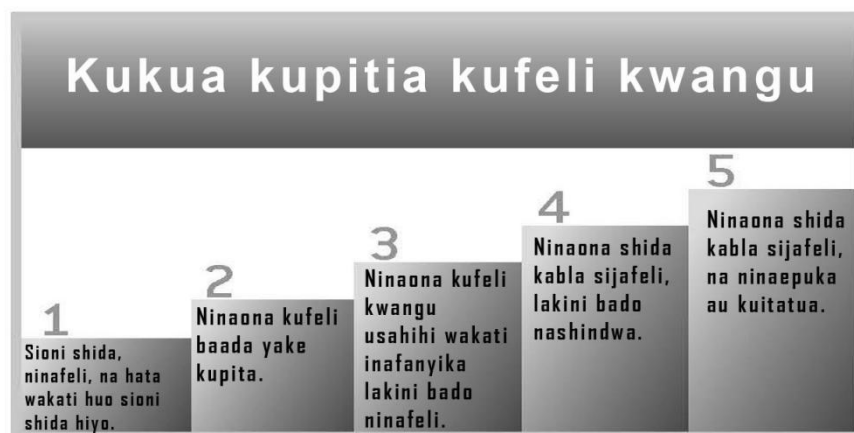 Kukua kupitia kufeli kwangu
1
Sioni shida,
ninafeli, na hata
wakati huo sioni
shida hiyo.
2
Ninaona kufeli
baada yake
kupita.
3
Ninaona kufeli
kwangu
usahihi wakati
inafanyika
lakini bado
ninafeli.
4
Ninaona shida
kabla sijafeli,
lakini bado
nashindwa.
5
Ninaona shida
kabla sijafeli,
na ninaepuka
au kuitatua.